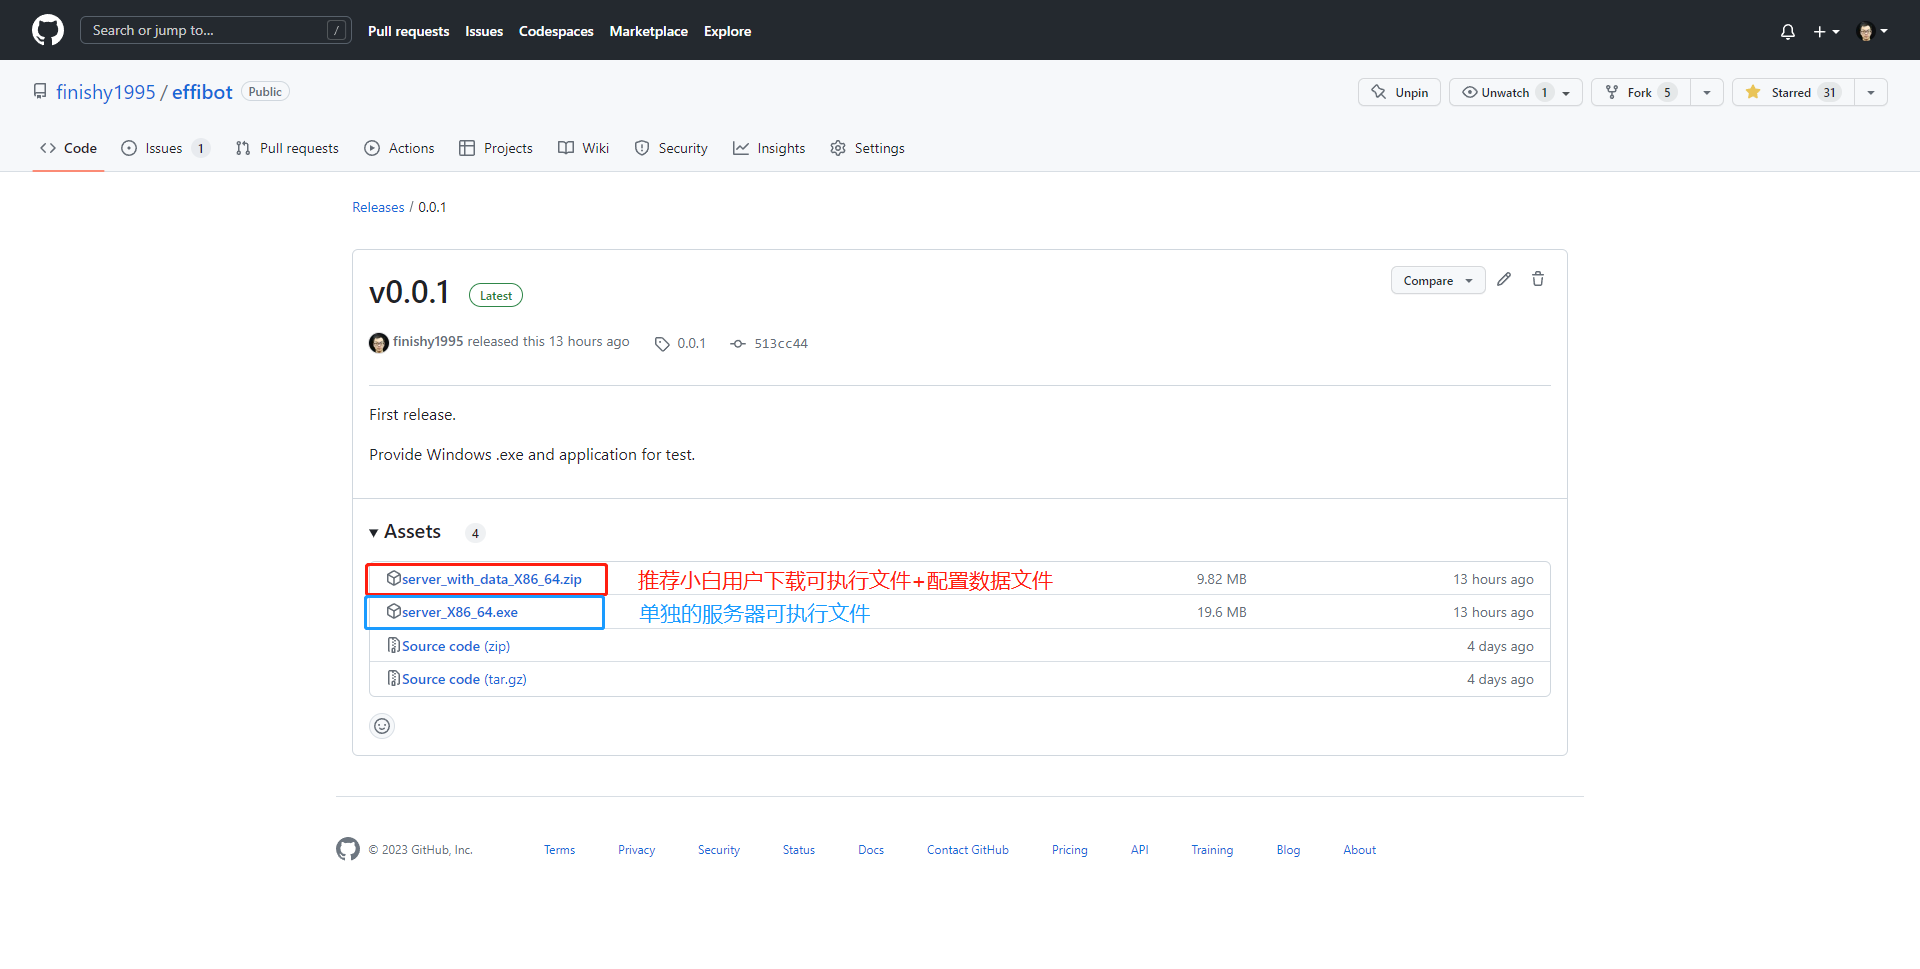 Search or jump to... /
Pull requests Issues Codespaces Marketplace Explore
finishy1995 / effibot Public
Unpin Unwatch 1 Fork 5 Starred 31
Code Issues 1 Pull requests Actions Projects Wiki Security Insights Settings
Releases / 0.0.1
v0.0.1 Latest
Compare
finishy1995 released this 13 hours ago 0.0.1 513cc44
First release.
Provide Windows .exe and application for test.
Assets 4
server_with_data_X86_64.zip 推荐小白用户下载可执行文件+配置数据文件 9.82 MB 13 hours ago
server_X86_64.exe 单独的服务器可执行文件 19.6 MB 13 hours ago
Source code (zip) 4 days ago
Source code (tar.gz) 4 days ago
© 2023 GitHub, Inc. Terms Privacy Security Status Docs Contact GitHub Pricing API Training Blog About